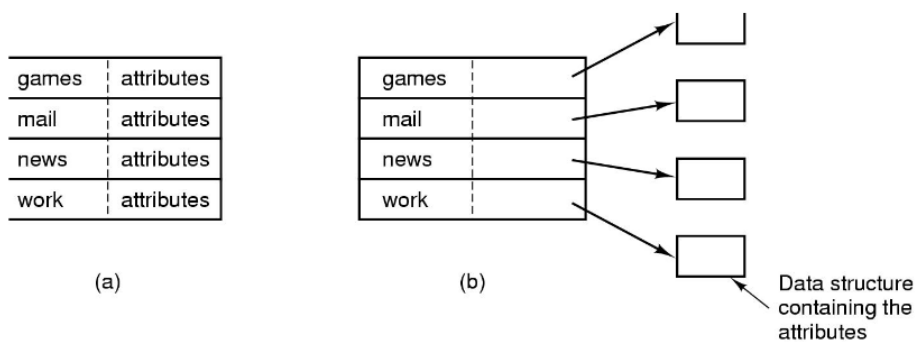 games attributes
mail attributes
news attributes
work attributes
(a)
games
mail
news
work
(b)
Data structure
containing the
attributes